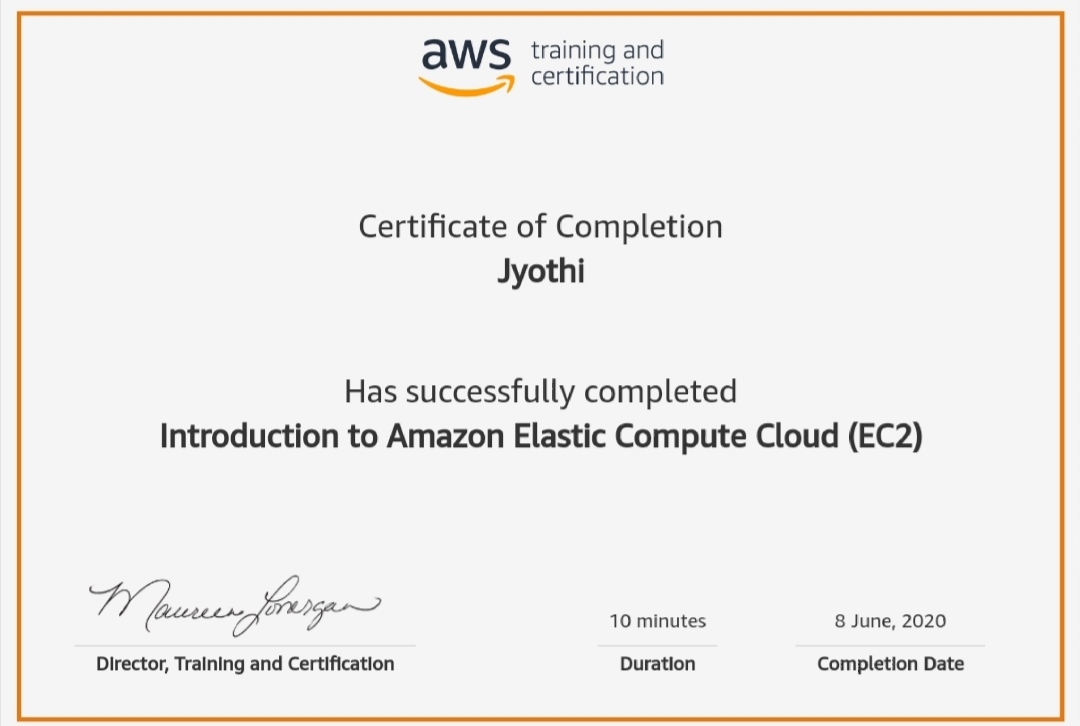 aws training and
certification
Certificate of Completion
Jyothi
Has successfully completed
Introduction to Amazon Elastic Compute Cloud (EC2)
Maureen Lonergan
Director, Training and Certification
10 minutes
Duration
8 June, 2020
Completion Date